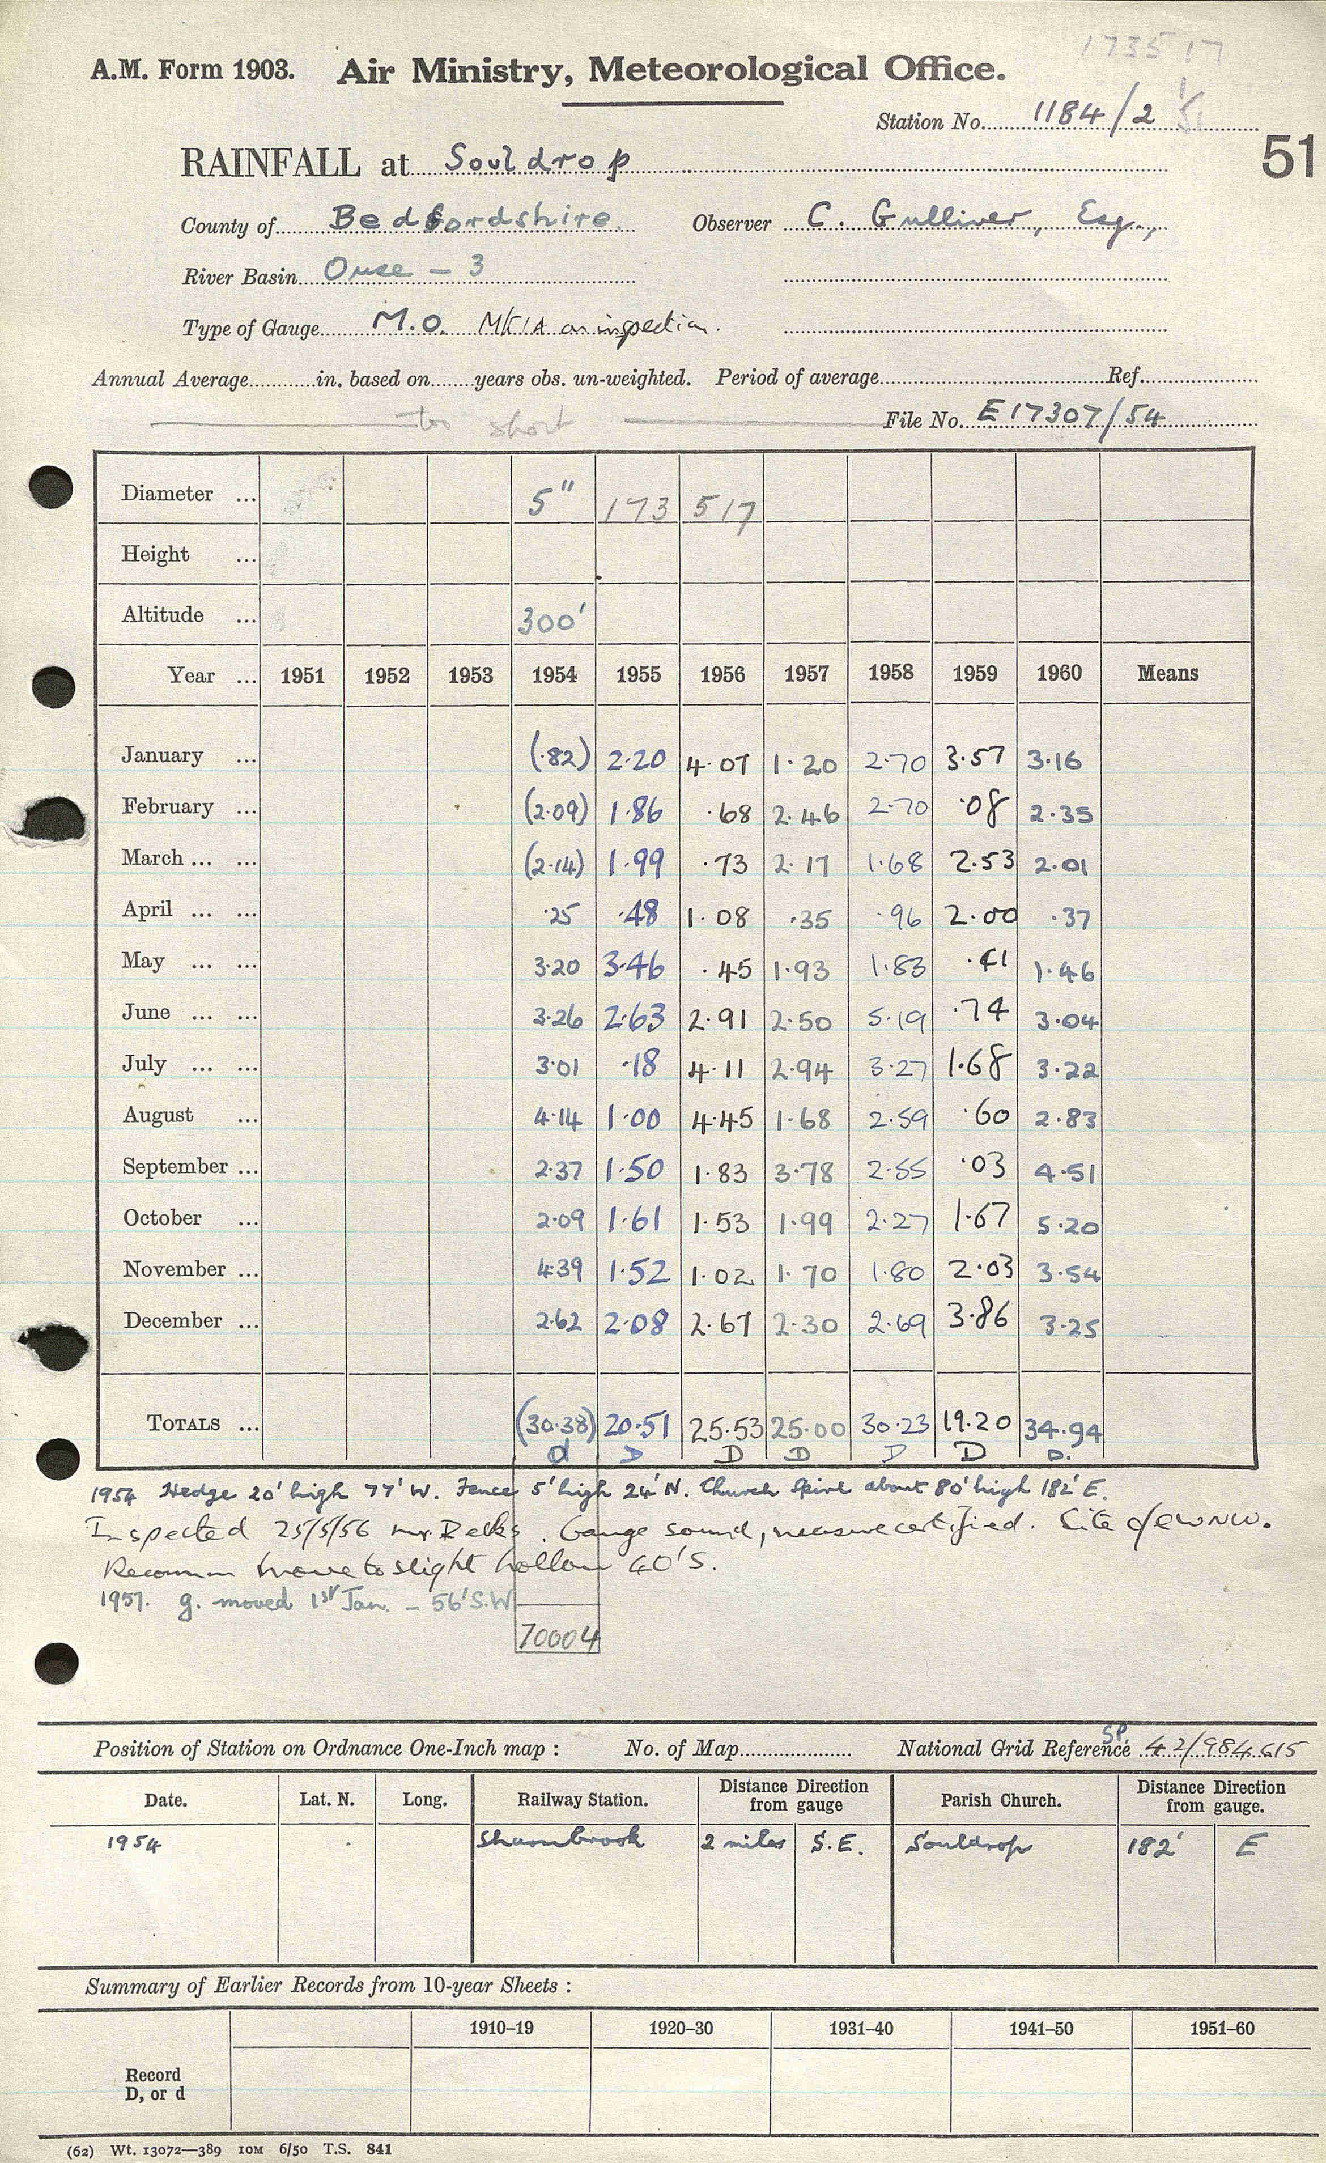 173517
A.M. Form 1903. Air Ministry, Meteorological Office.
Station No. 1184/2
51
RAINFALL at Souldrop
County of Bedfordshire. Observer C. Gulliver, Esq.,
River Basin Ouse – 3
Type of Gauge M.O. MK1A on inspection.
Annual Average in. based on years obs. un-weighted. Period of average Ref.
too short File No. E17307/54
Diameter ... 5" 173 517
Height ...
Altitude ... 300'
Year ... 1951 1952 1953 1954 1955 1956 1957 1958 1959 1960 Means
January ... (.82) 2.20 4.07 1.20 2.70 3.57 3.16
February ... (2.09) 1.86 .68 2.46 2.70 .08 2.35
March ... ... (2.14) 1.99 .73 2.17 1.68 2.53 2.01
April ... ... .25 .48 1.08 .35 .96 2.00 .37
May ... ... 3.20 3.46 .45 1.93 1.83 .41 1.46
June ... ... 3.26 2.63 2.91 2.50 5.19 .74 3.04
July ... ... 3.01 .18 4.11 2.94 3.27 1.68 3.22
August ... 4.14 1.00 4.45 1.68 2.59 .60 2.83
September ... 2.37 1.50 1.83 3.78 2.55 .03 4.51
October ... 2.09 1.61 1.53 1.99 2.27 1.67 5.20
November ... 4.39 1.52 1.02 1.70 1.80 2.03 3.54
December ... 2.62 2.08 2.67 2.30 2.69 3.86 3.25
TOTALS ... (30.38) 20.51 25.53 25.00 30.23 19.20 34.94
d D D D D D D.
1954 Hedge 20' high 77' W. Fence 5' high 24' N. Church Spire about 80' high 182' E.
Inspected 25/5/56 Mr. . Gauge sound, measure certified. Site o/c W NW.
Recomm move to slight hollow 40' S.
1957. g. moved 1st Jan. – 56' S.W.
70004
Position of Station on Ordnance One-Inch map : No. of Map National Grid Reference SP 42/984615
Date. Lat. N. Long. Railway Station. Distance Direction from gauge Parish Church. Distance Direction from gauge.
1954 Sharnbrook 2 miles S.E. Souldrop 182' E
Summary of Earlier Records from 10-year Sheets :
1910–19 1920–30 1931–40 1941–50 1951–60
Record
D, or d
(62) Wt. 13072—389 10M 6/50 T.S. 841